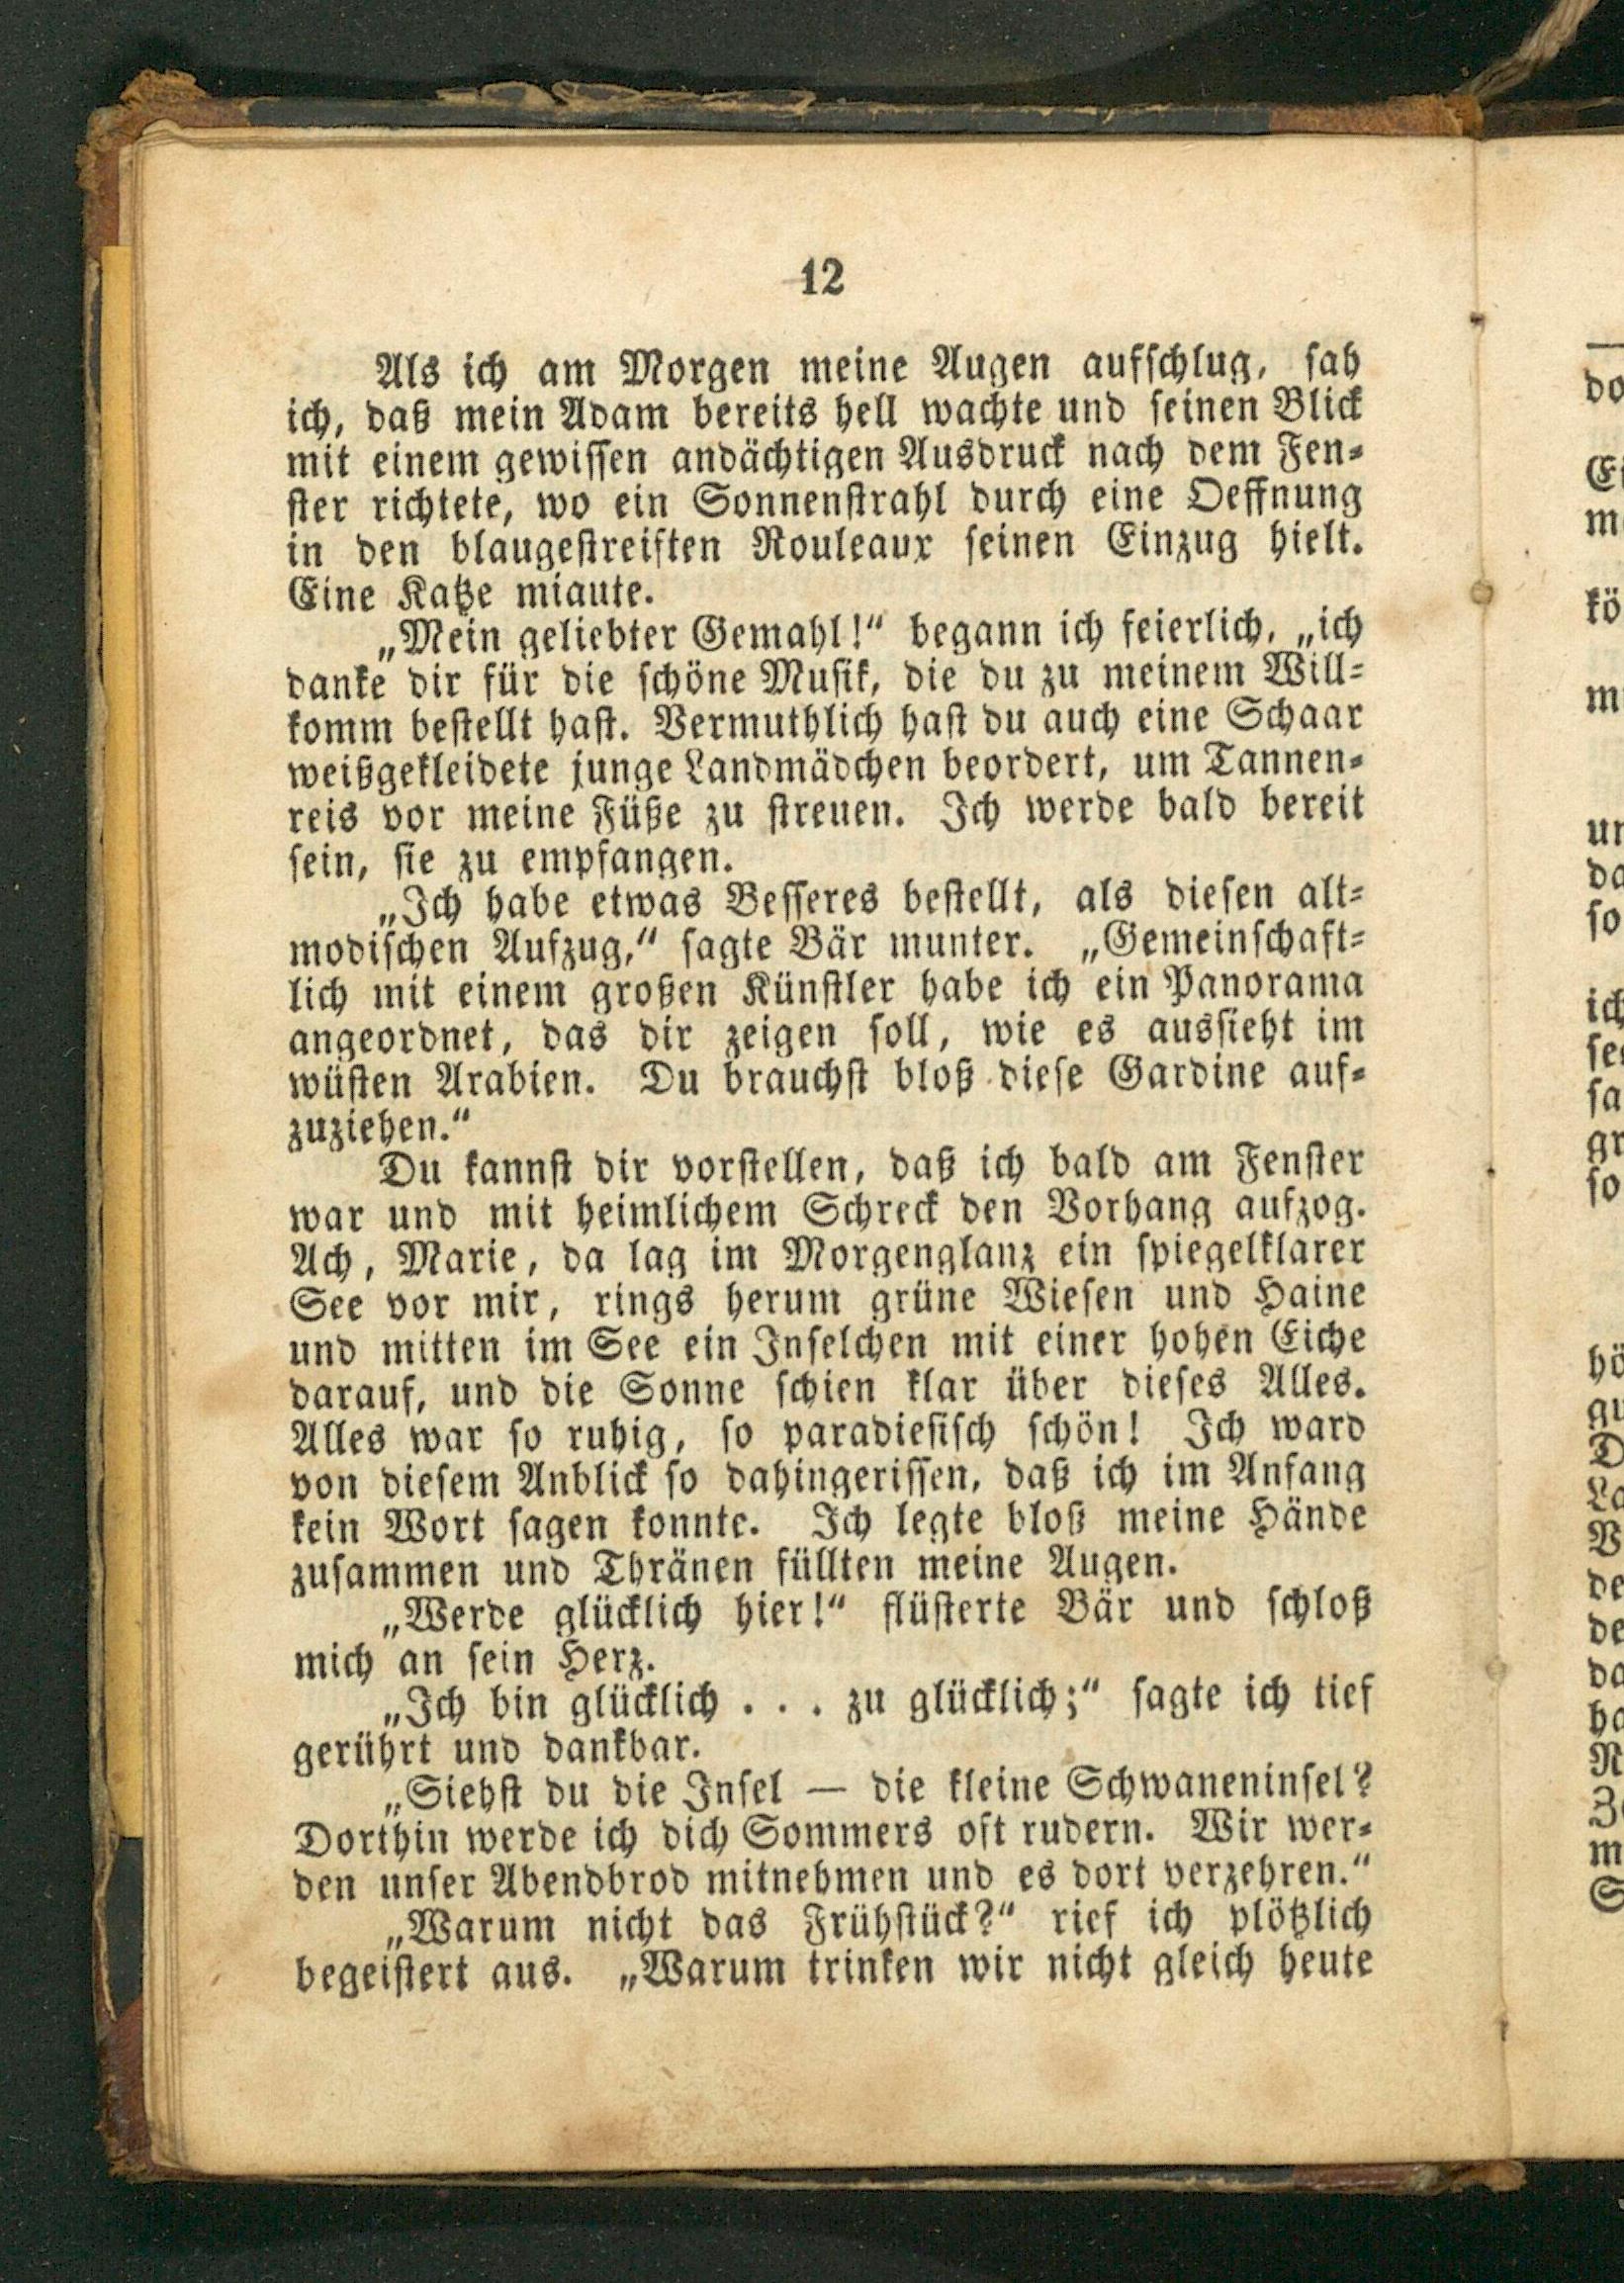 12
Als ich am Morgen meine Augen aufschlug, sah
ich, daß mein Adam bereits hell wachte und seinen Blick
mit einem gewissen andächtigen Ausdruck nach dem Fen-
ster richtete, wo ein Sonnenstrahl durch eine Oeffnung
in den blaugestreiften Rouleaux seinen Einzug hielt.
Eine Katze miaute.
„Mein geliebter Gemahl!“ begann ich feierlich, „ich
danke dir für die schöne Musik, die du zu meinem Will-
komm bestellt hast. Vermuthlich hast du auch eine Schaar
weißgekleidete junge Landmädchen beordert, um Tannen-
reis vor meine Füße zu streuen. Ich werde bald bereit
sein, sie zu empfangen.
„Ich habe etwas Besseres bestellt, als diesen alt-
modischen Aufzug,“ sagte Bär munter. „Gemeinschaft-
lich mit einem großen Künstler habe ich ein Panorama
angeordnet, das dir zeigen soll, wie es aussieht im
wüsten Arabien. Du brauchst bloß diese Gardine auf-
zuziehen.“
Du kannst dir vorstellen, daß ich bald am Fenster
war und mit heimlichem Schreck den Vorhang aufzog.
Ach, Marie, da lag im Morgenglanz ein spiegelklarer
See vor mir, rings herum grüne Wiesen und Haine
und mitten im See ein Inselchen mit einer hohen Eiche
darauf, und die Sonne schien klar über dieses Alles.
Alles war so ruhig, so paradiesisch schön! Ich ward
von diesem Anblick so dahingerissen, daß ich im Anfang
kein Wort sagen konnte. Ich legte bloß meine Hände
zusammen und Thränen füllten meine Augen.
„Werde glücklich hier!“ flüsterte Bär und schloß
mich an sein Herz.
„Ich bin glücklich . . . zu glücklich;“ sagte ich tief
gerührt und dankbar.
„Siehst du die Insel — die kleine Schwaneninsel?
Dorthin werde ich dich Sommers oft rudern. Wir wer-
den unser Abendbrod mitnehmen und es dort verzehren.“
„Warum nicht das Frühstück?“ rief ich plötzlich
begeistert aus. „Warum trinken wir nicht gleich heute